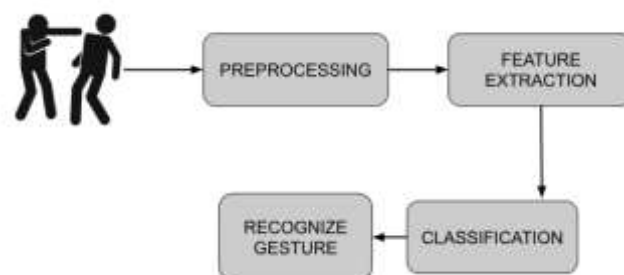 PREPROCESSING
FEATURE
EXTRACTION
CLASSIFICATION
RECOGNIZE
GESTURE